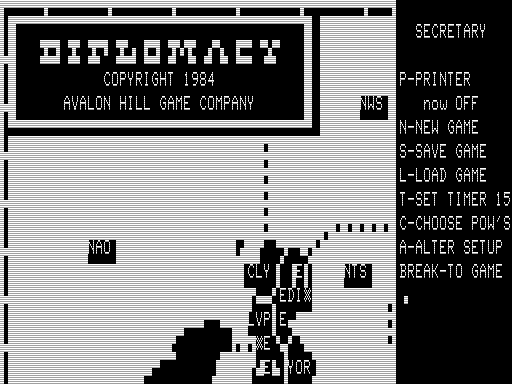 DIPLOMACY
COPYRIGHT 1984
AVALON HILL GAME COMPANY
SECRETARY
P-PRINTER
now OFF
N-NEW GAME
S-SAVE GAME
L-LOAD GAME
T-SET TIMER 15
C-CHOOSE POW'S
A-ALTER SETUP
BREAK-TO GAME
NWS
NAO
CLY E
NTS
EDI
VP E
E
E YOR